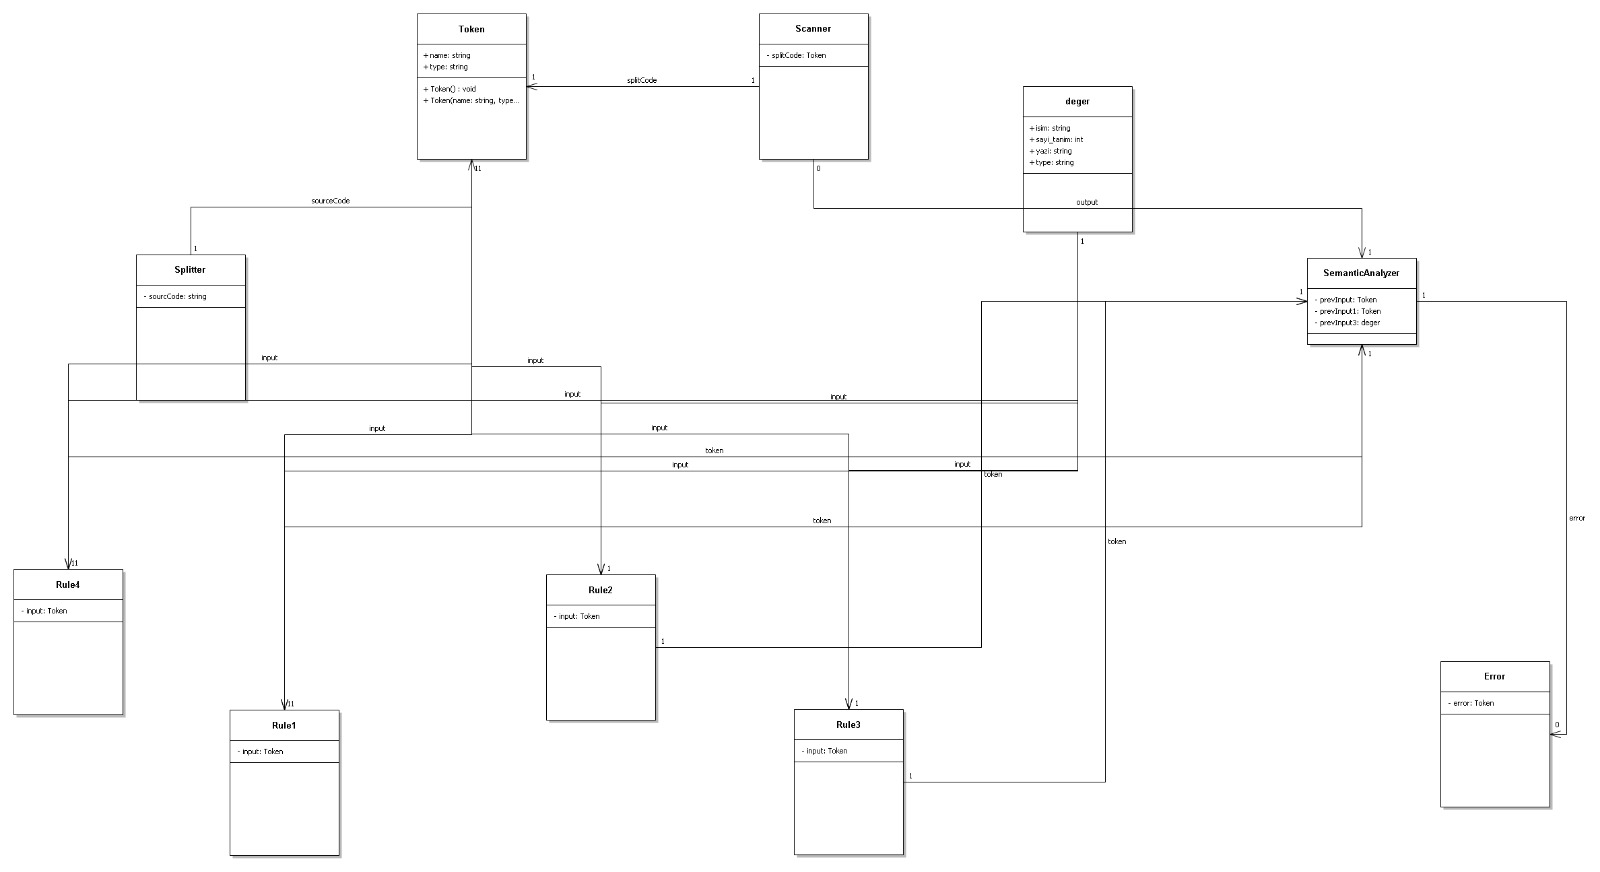 Token
+ name: string
+ type: string
+ Token() : void
+ Token(name: string, type...
1
11
splitCode
1
Scanner
- splitCode: Token
0
deger
+ isim: string
+ sayi_tanim: int
+ yazi: string
+ type: string
1
output
1
sourceCode
1
Splitter
- sourcCode: string
SemanticAnalyzer
- prevInput: Token
- prevInput1: Token
- prevInput3: deger
1
1
1
input
input
input
input
input
input
input
input
token
token
token
token
error
11
Rule4
- input: Token
1
Rule2
- input: Token
1
11
Rule1
- input: Token
1
Rule3
- input: Token
1
Error
- error: Token
0